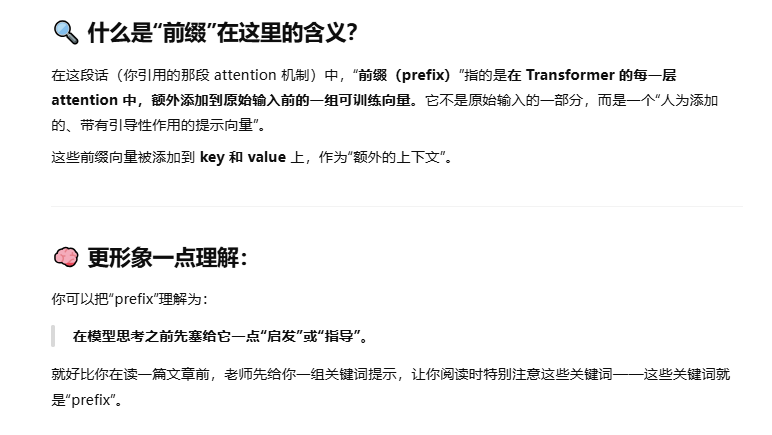 🔍 什么是“前缀”在这里的含义？
在这段话（你引用的那段 attention 机制）中，“前缀（prefix）”指的是在 Transformer 的每一层
attention 中，额外添加到原始输入前的一组可训练向量。它不是原始输入的一部分，而是一个“人为添加
的、带有引导性作用的提示向量”。
这些前缀向量被添加到 key 和 value 上，作为“额外的上下文”。
🧠 更形象一点理解：
你可以把“prefix”理解为：
在模型思考之前先塞给它一点“启发”或“指导”。
就好比你在读一篇文章前，老师先给你一组关键词提示，让你阅读时特别注意这些关键词——这些关键词就
是“prefix”。